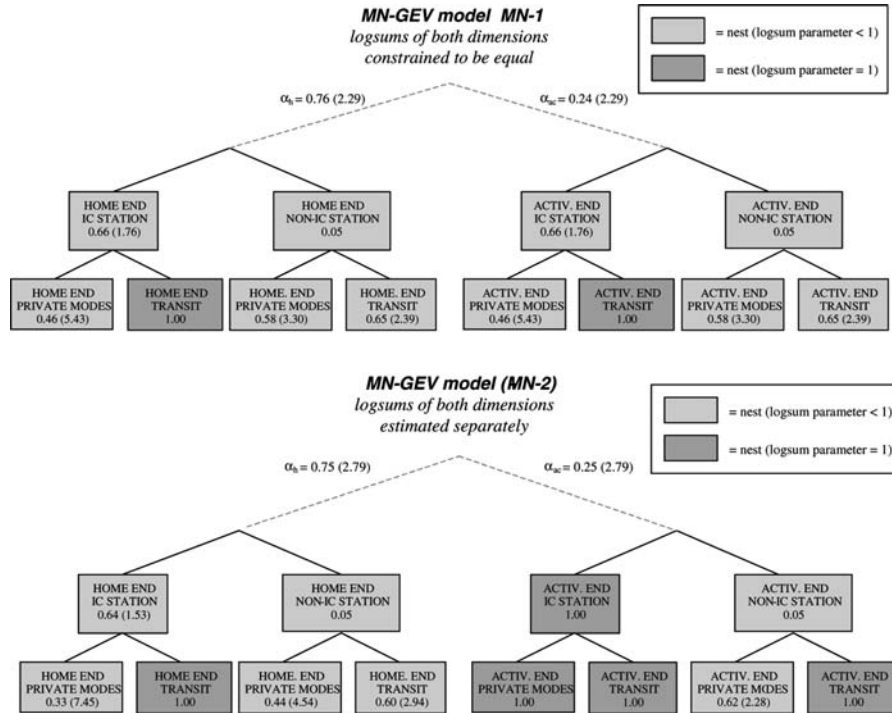 MN-GEV model MN-1
logsums of both dimensions
constrained to be equal
= nest (logsum parameter < 1)
= nest (logsum parameter = 1)
αh = 0.76 (2.29)
αac = 0.24 (2.29)
HOME END
IC STATION
0.66 (1.76)
HOME END
NON-IC STATION
0.05
ACTIV. END
IC STATION
0.66 (1.76)
ACTIV. END
NON-IC STATION
0.05
HOME END
PRIVATE MODES
0.46 (5.43)
HOME END
TRANSIT
1.00
HOME. END
PRIVATE MODES
0.58 (3.30)
HOME. END
TRANSIT
0.65 (2.39)
ACTIV. END
PRIVATE MODES
0.46 (5.43)
ACTIV. END
TRANSIT
1.00
ACTIV. END
PRIVATE MODES
0.58 (3.30)
ACTIV. END
TRANSIT
0.65 (2.39)
MN-GEV model (MN-2)
logsums of both dimensions
estimated separately
= nest (logsum parameter < 1)
= nest (logsum parameter = 1)
αh = 0.75 (2.79)
αac = 0.25 (2.79)
HOME END
IC STATION
0.64 (1.53)
HOME END
NON-IC STATION
0.05
ACTIV. END
IC STATION
1.00
ACTIV. END
NON-IC STATION
0.05
HOME END
PRIVATE MODES
0.33 (7.45)
HOME END
TRANSIT
1.00
HOME. END
PRIVATE MODES
0.44 (4.54)
HOME. END
TRANSIT
0.60 (2.94)
ACTIV. END
PRIVATE MODES
1.00
ACTIV. END
TRANSIT
1.00
ACTIV. END
PRIVATE MODES
0.62 (2.28)
ACTIV. END
TRANSIT
1.00